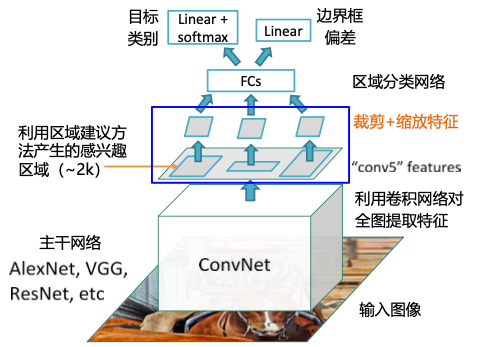 目标
类别
Linear +
softmax
Linear
边界框
偏差
FCs
区域分类网络
裁剪+缩放特征
利用区域建议方
法产生的感兴趣
区域（~2k）
“conv5” features
利用卷积网络对
全图提取特征
主干网络
AlexNet, VGG,
ResNet, etc
ConvNet
输入图像